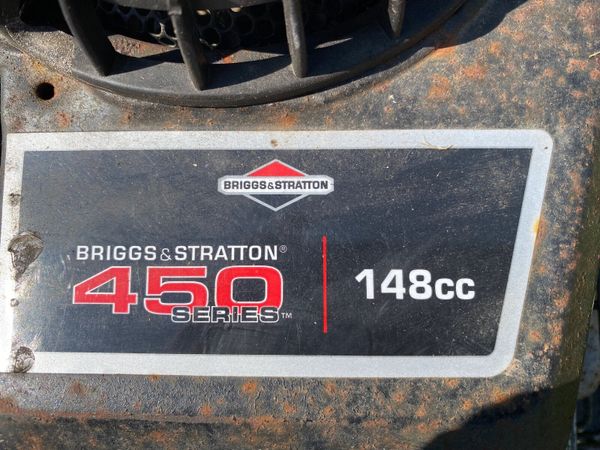 BRIGGS&STRATTON
BRIGGS & STRATTON®
450
SERIES™
148cc